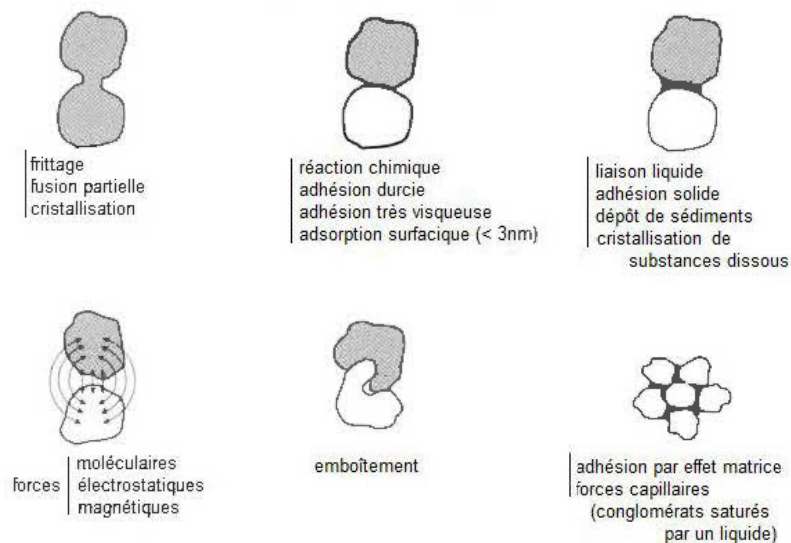 frittage
fusion partielle
cristallisation
réaction chimique
adhésion durcie
adhésion très visqueuse
adsorption surfacique (< 3nm)
liaison liquide
adhésion solide
dépôt de sédiments
cristallisation de
substances dissous
forces
moléculaires
électrostatiques
magnétiques
emboîtement
adhésion par effet matrice
forces capillaires
(conglomérats saturés
par un liquide)